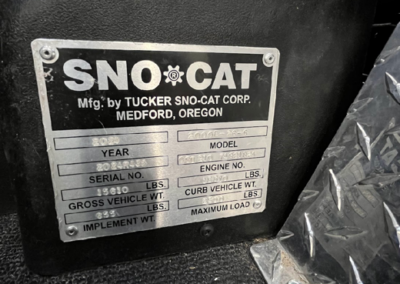 SNO CAT
Mfg. by TUCKER SNO-CAT CORP.
MEDFORD, OREGON
YEAR MODEL
SERIAL NO. ENGINE NO.
LBS. LBS.
GROSS VEHICLE WT. CURB VEHICLE WT.
LBS. LBS.
IMPLEMENT WT. MAXIVUM LOAD